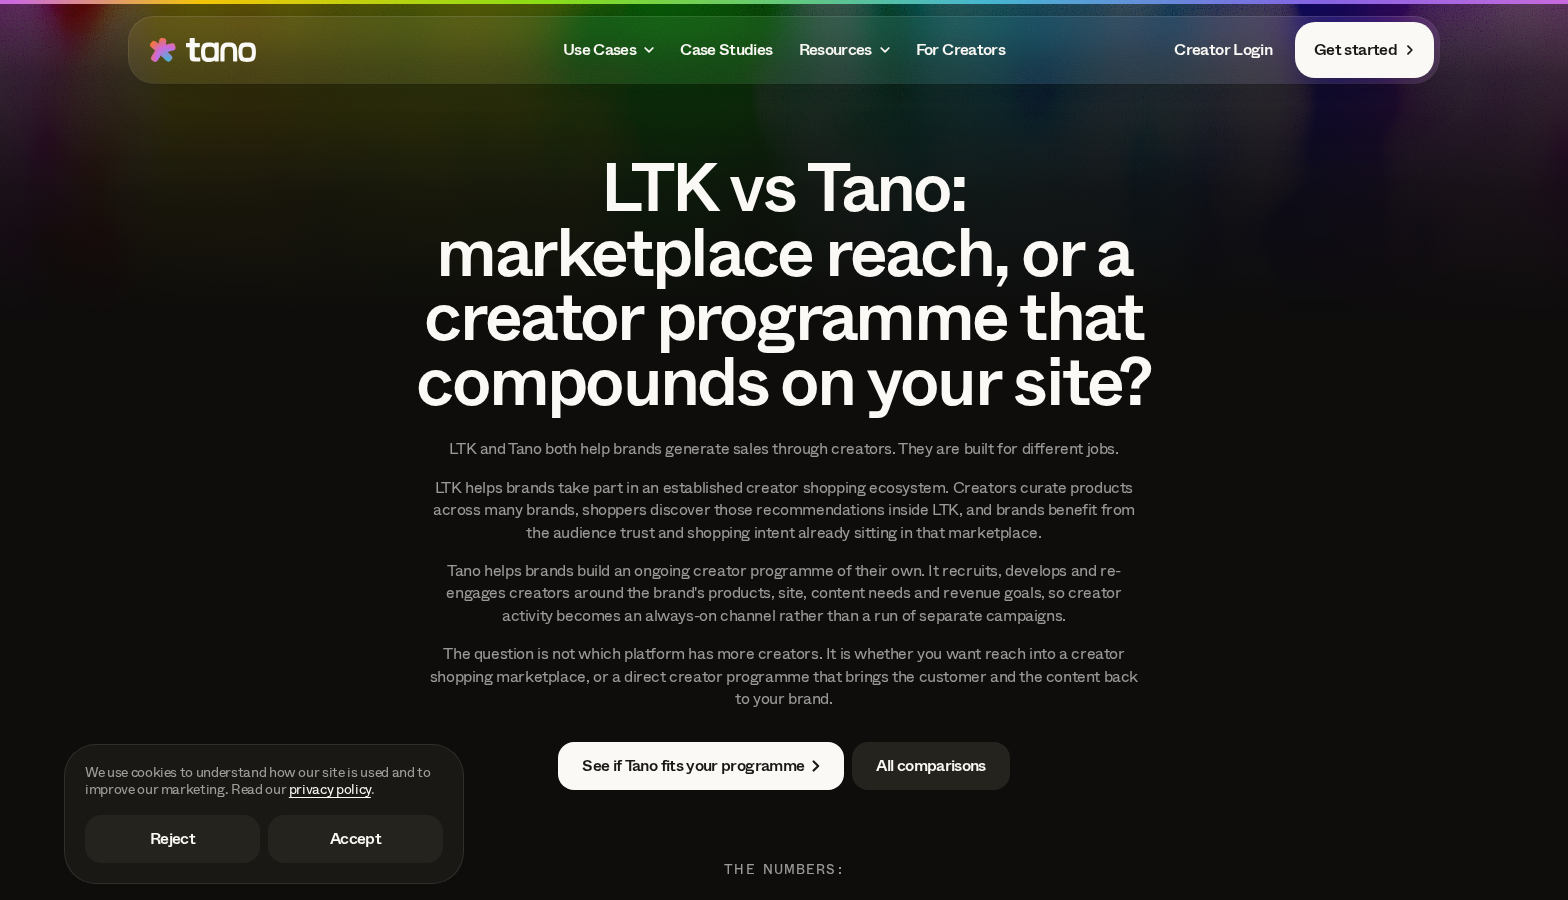 tano
Use Cases
Case Studies
Resources
For Creators
Creator Login
Get started
LTK vs Tano:
marketplace reach, or a
creator programme that
compounds on your site?
LTK and Tano both help brands generate sales through creators. They are built for different jobs.
LTK helps brands take part in an established creator shopping ecosystem. Creators curate products
across many brands, shoppers discover those recommendations inside LTK, and brands benefit from
the audience trust and shopping intent already sitting in that marketplace.
Tano helps brands build an ongoing creator programme of their own. It recruits, develops and re-
engages creators around the brand's products, site, content needs and revenue goals, so creator
activity becomes an always-on channel rather than a run of separate campaigns.
The question is not which platform has more creators. It is whether you want reach into a creator
shopping marketplace, or a direct creator programme that brings the customer and the content back
to your brand.
See if Tano fits your programme
All comparisons
We use cookies to understand how our site is used and to
improve our marketing. Read our privacy policy.
Reject
Accept
THE NUMBERS: